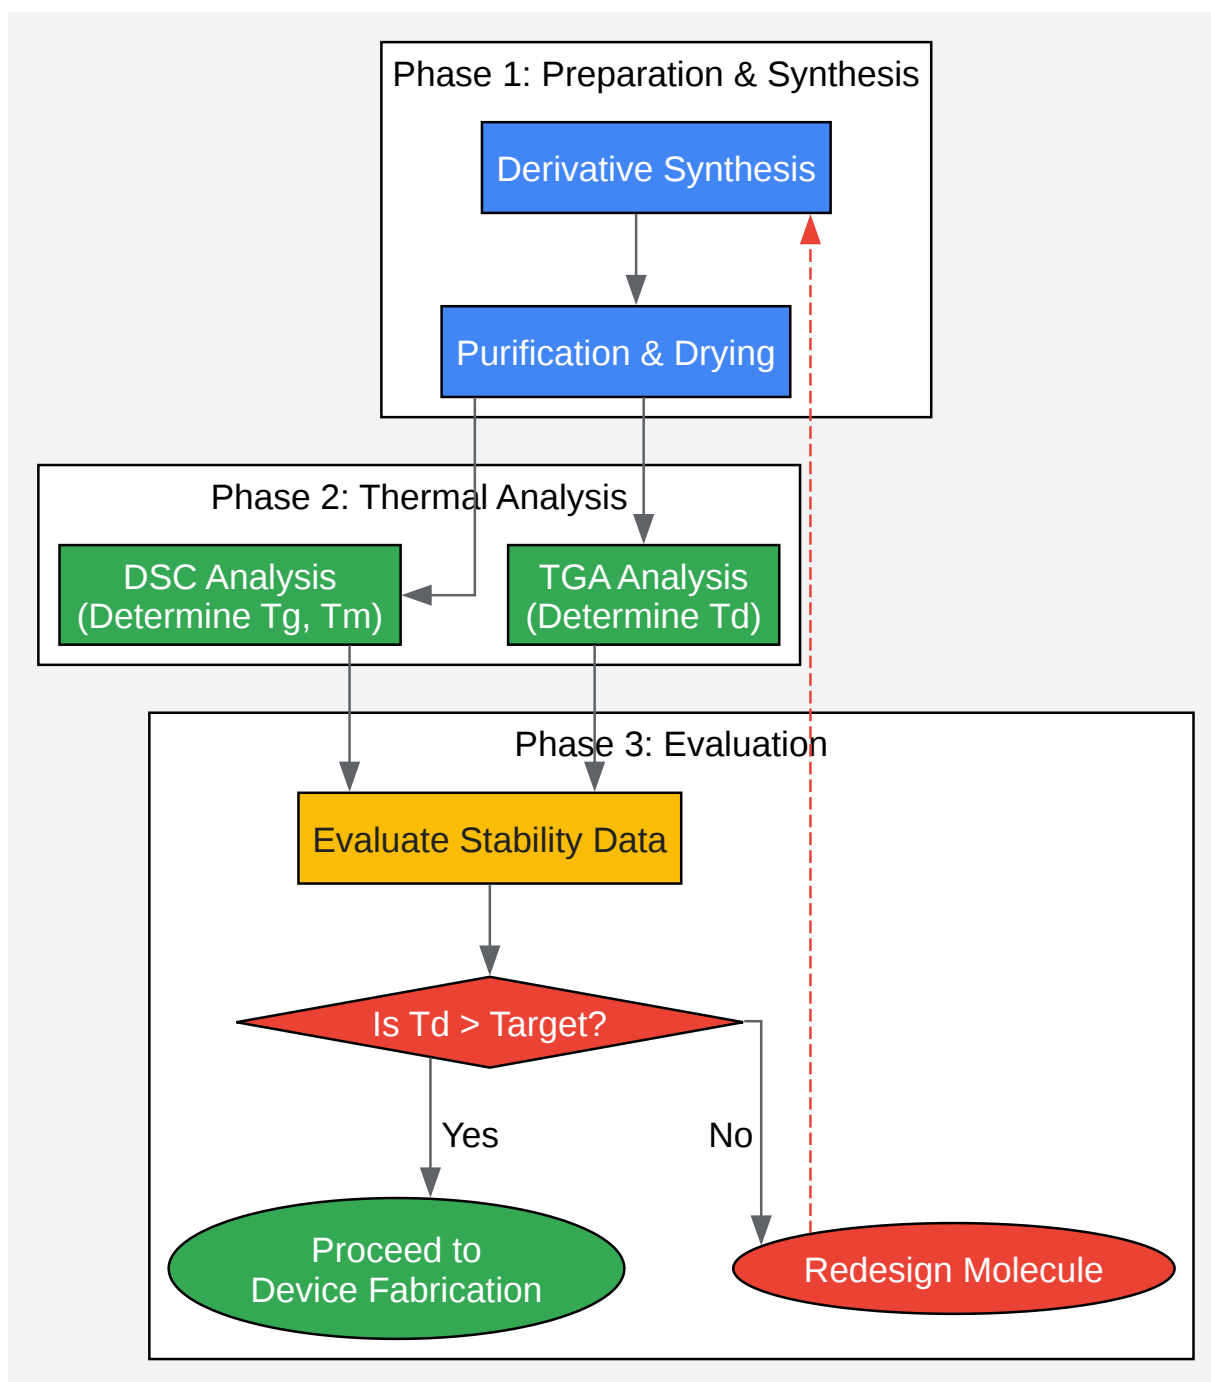 Phase 1: Preparation & Synthesis
Derivative Synthesis
Purification & Drying
Phase 2: Thermal Analysis
DSC Analysis
(Determine Tg, Tm)
TGA Analysis
(Determine Td)
Phase 3: Evaluation
Evaluate Stability Data
Is Td > Target?
Yes
No
Proceed to
Device Fabrication
Redesign Molecule